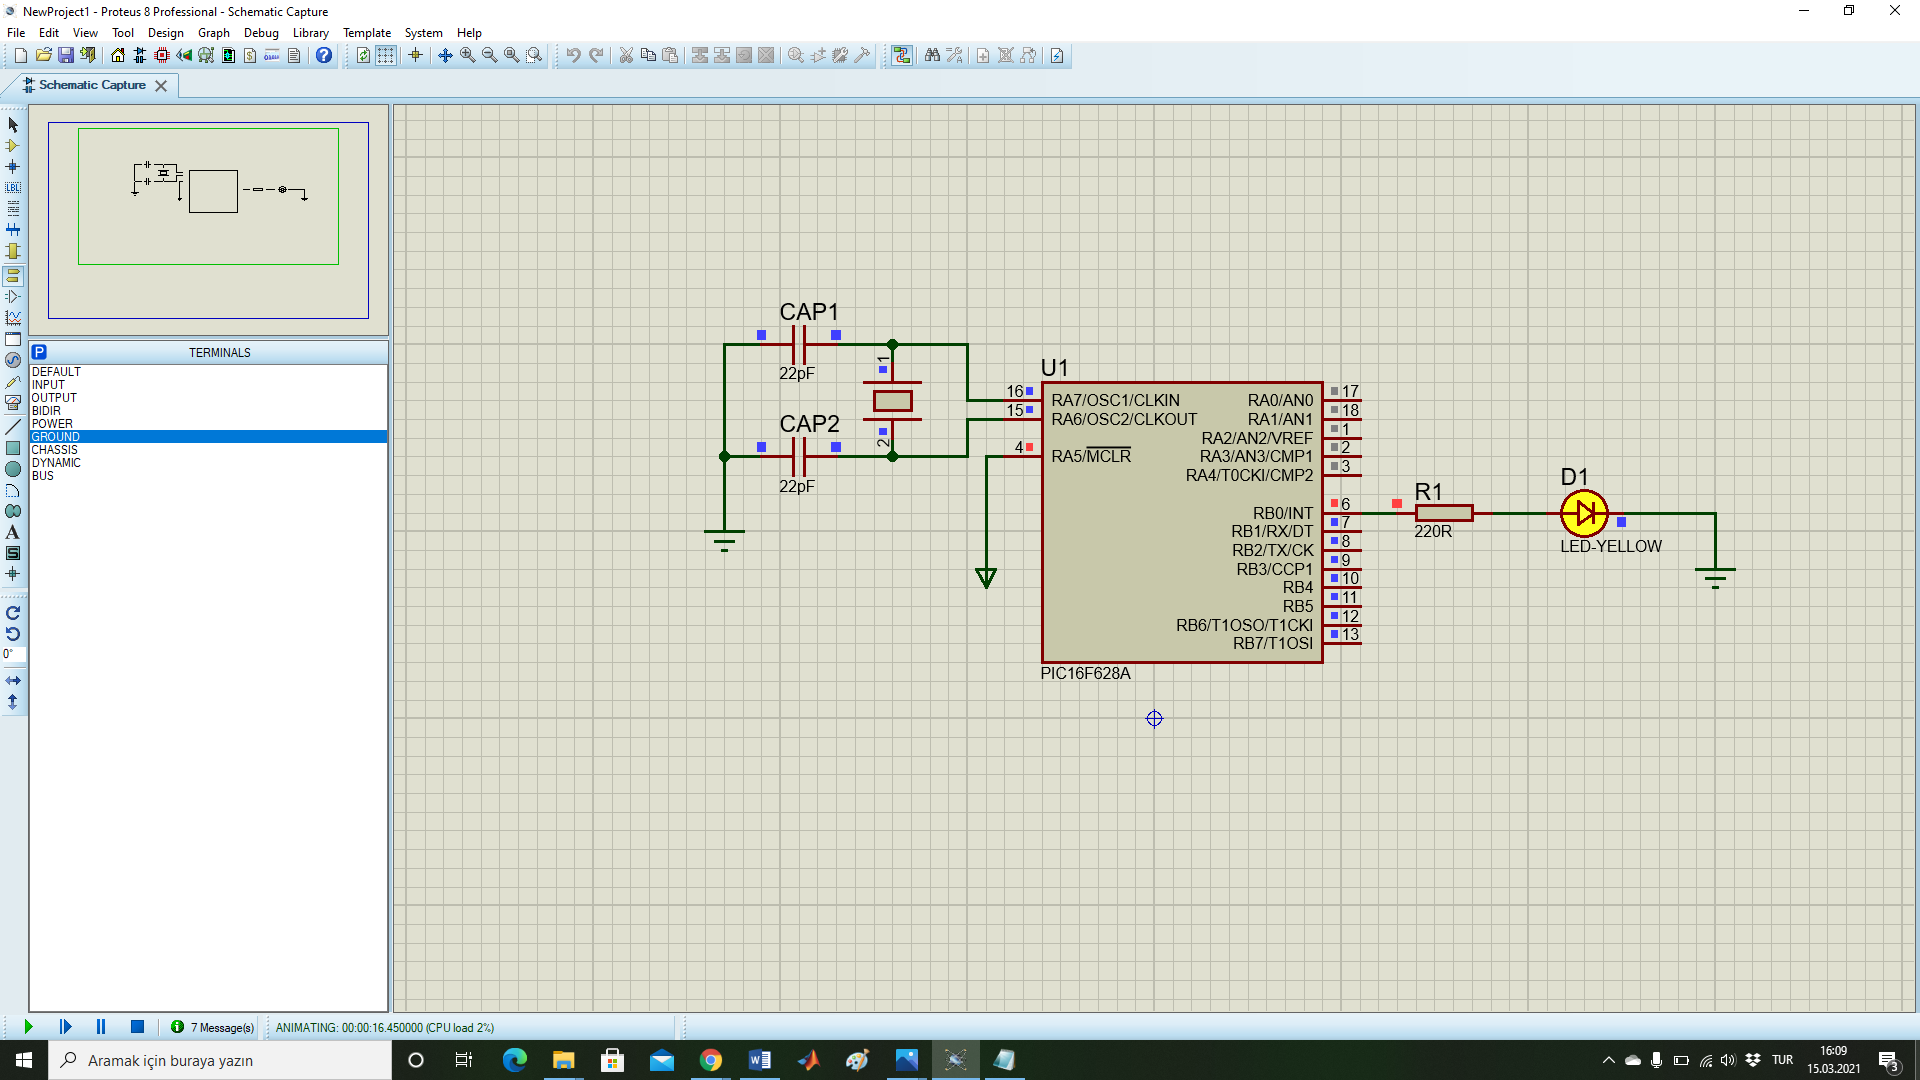 NewProject1 - Proteus 8 Professional - Schematic Capture
File Edit View Tool Design Graph Debug Library Template System Help
Schematic Capture
LBL
A
S
0°
P TERMINALS
DEFAULT
INPUT
OUTPUT
BIDIR
POWER
GROUND
CHASSIS
DYNAMIC
BUS
CAP1
22pF
CAP2
22pF
1
2
U1
16 RA7/OSC1/CLKIN
15 RA6/OSC2/CLKOUT
4 RA5/MCLR
RA0/AN0 17
RA1/AN1 18
RA2/AN2/VREF 1
RA3/AN3/CMP1 2
RA4/T0CKI/CMP2 3
RB0/INT 6
RB1/RX/DT 7
RB2/TX/CK 8
RB3/CCP1 9
RB4 10
RB5 11
RB6/T1OSO/T1CKI 12
RB7/T1OSI 13
PIC16F628A
R1
220R
D1
LED-YELLOW
7 Message(s) ANIMATING: 00:00:16.450000 (CPU load 2%)
Aramak için buraya yazın
TUR
16:09
15.03.2021
3